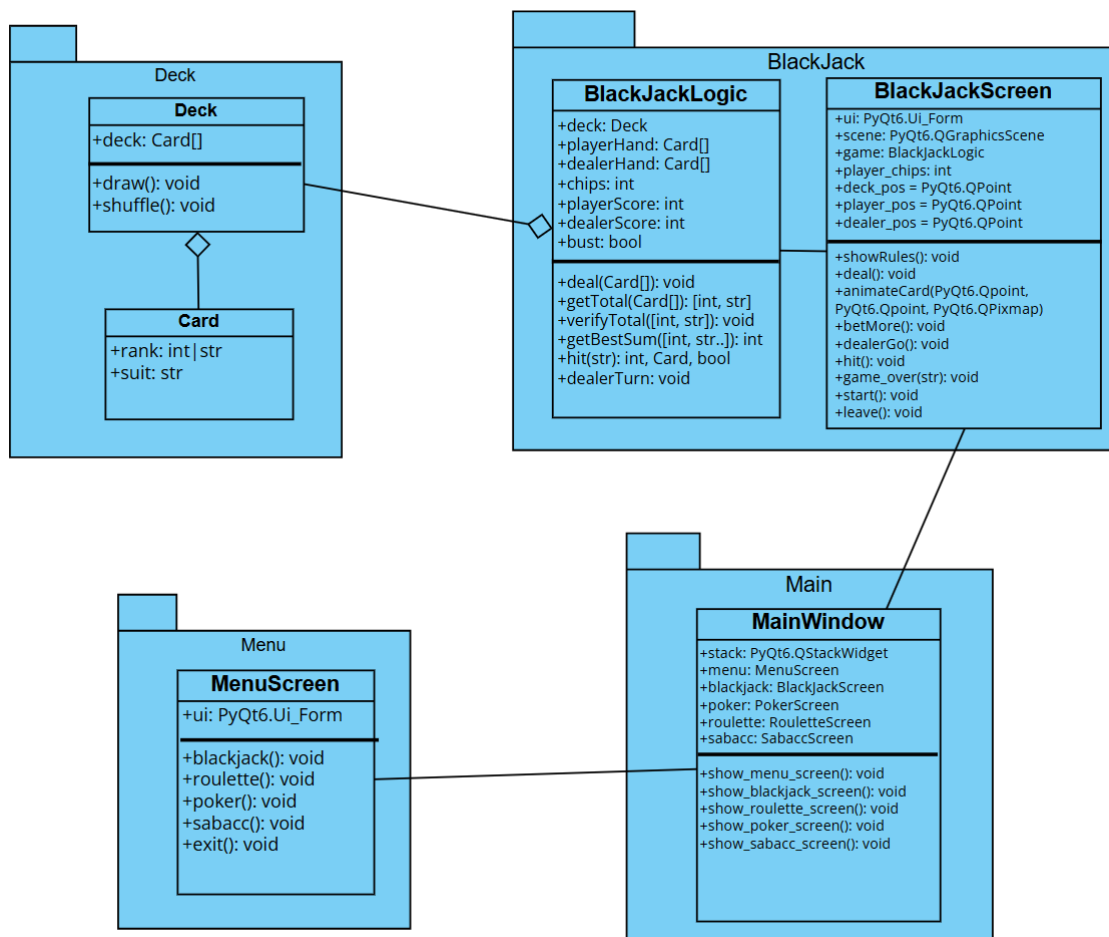 Deck
Deck
+deck: Card[]
+draw(): void
+shuffle(): void
Card
+rank: int|str
+suit: str
BlackJack
BlackJackLogic
+deck: Deck
+playerHand: Card[]
+dealerHand: Card[]
+chips: int
+playerScore: int
+dealerScore: int
+bust: bool
+deal(Card[]): void
+getTotal(Card[]): [int, str]
+verifyTotal([int, str]): void
+getBestSum([int, str..]): int
+hit(str): int, Card, bool
+dealerTurn: void
BlackJackScreen
+ui: PyQt6.Ui_Form
+scene: PyQt6.QGraphicsScene
+game: BlackJackLogic
+player_chips: int
+deck_pos = PyQt6.QPoint
+player_pos = PyQt6.QPoint
+dealer_pos = PyQt6.QPoint
+showRules(): void
+deal(): void
+animateCard(PyQt6.Qpoint,
PyQt6.Qpoint, PyQt6.QPixmap)
+betMore(): void
+dealerGo(): void
+hit(): void
+game_over(str): void
+start(): void
+leave(): void
Menu
MenuScreen
+ui: PyQt6.Ui_Form
+blackjack(): void
+roulette(): void
+poker(): void
+sabacc(): void
+exit(): void
Main
MainWindow
+stack: PyQt6.QStackWidget
+menu: MenuScreen
+blackjack: BlackJackScreen
+poker: PokerScreen
+roulette: RouletteScreen
+sabacc: SabaccScreen
+show_menu_screen(): void
+show_blackjack_screen(): void
+show_roulette_screen(): void
+show_poker_screen(): void
+show_sabacc_screen(): void